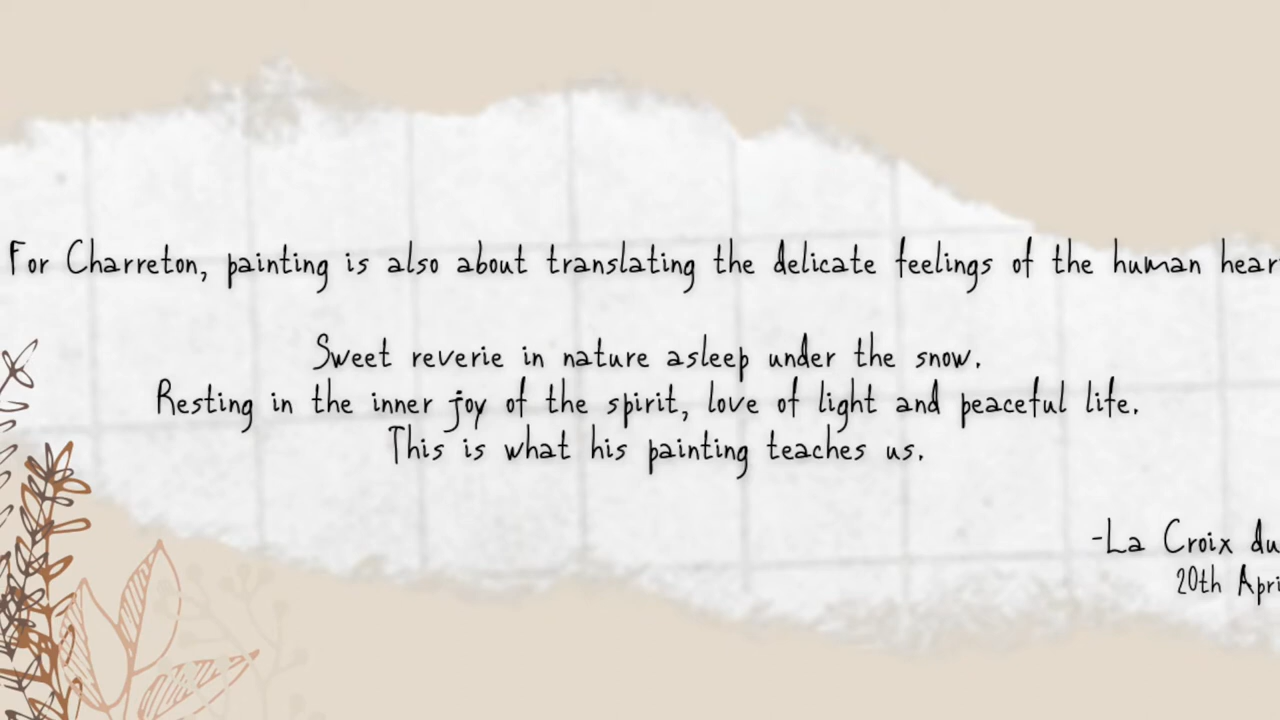 For Charreton, painting is also about translating the delicate feelings of the human
Sweet reverie in nature asleep under the snow.
Resting in the inner joy of the spirit, love of light and peaceful life.
This is what his painting teaches us.
-La Croix du
20th